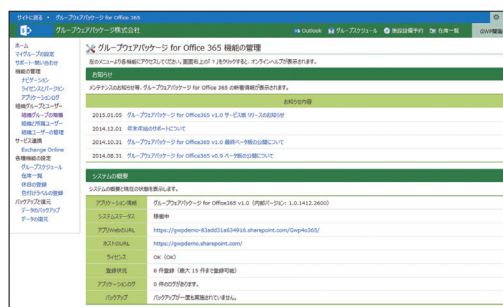 サイトに戻る • グループウェアパッケージ for Office 365
グループウェアパッケージ株式会社
Outlook グループスケジュール 施設設備予約 在席一覧
グループウェアパッケージ for Office 365 機能の管理
左のメニューより各機能にアクセスしてください。画面右上の「?」をクリックすると、オンラインヘルプが表示されます。
ホーム
マイグループの設定
サポート・問い合わせ
機能の管理
ナビゲーション
ライセンスとバージョン
アプリケーションログ
組織グループとユーザー
組織グループの階層
組織と所属ユーザー
組織ユーザーの管理
サービス連携
Exchange Online
各種機能の設定
グループスケジュール
在席一覧
休日の登録
色付けラベルの登録
バックアップと復元
データのバックアップ
データの復元
お知らせ
メンテナンスのお知らせ等、グループウェアパッケージ for Office 365 の新着情報が表示されます。
お知らせ内容
2015.01.05 グループウェアパッケージ for Office365 v1.0 サービス版 リリースのお知らせ
2014.12.01 年末年始のサポートについて
2014.10.21 グループウェアパッケージ for Office365 v1.0 最終ベータ版の公開について
2014.08.31 グループウェアパッケージ for Office365 v0.9 ベータ版の公開について
システムの概要
システムの概要と現在の状態を表示します。
アプリケーション情報 グループウェアパッケージ for Office365 v1.0 (内部バージョン: 1.0.1412.2600)
システムステータス 稼働中
アプリWebのURL https://gwpdemo-83add31a634916.sharepoint.com/Gwp4o365/
ホストのURL https://gwpdemo.sharepoint.com/
ライセンス OK (OK)
登録状況 8 件登録 (最大 15 件まで登録可能)
アプリケーションログ 0 件のログがあります。
バックアップ バックアップが一度も実施されていません。